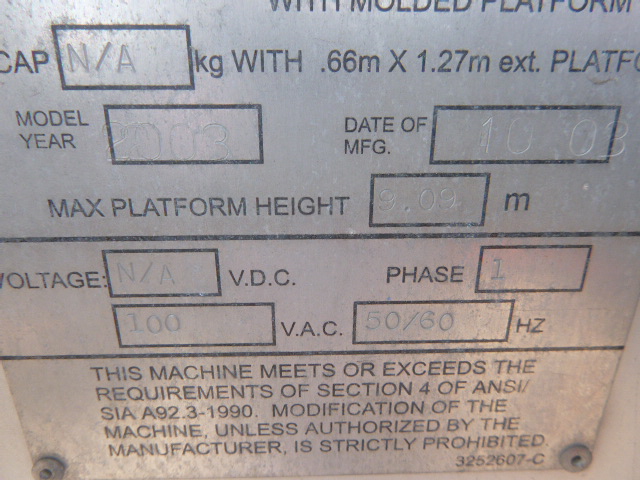 WITH MOLDED PLATFORM
CAP N/A kg WITH .66m X 1.27m ext. PLATFO
MODEL YEAR 2003 DATE OF MFG. 10 03
MAX PLATFORM HEIGHT 9.09 m
VOLTAGE: N/A V.D.C. PHASE 1
100 V.A.C. 50/60 HZ
THIS MACHINE MEETS OR EXCEEDS THE
REQUIREMENTS OF SECTION 4 OF ANSI/
SIA A92.3-1990. MODIFICATION OF THE
MACHINE, UNLESS AUTHORIZED BY THE
MANUFACTURER, IS STRICTLY PROHIBITED.
3252607-C